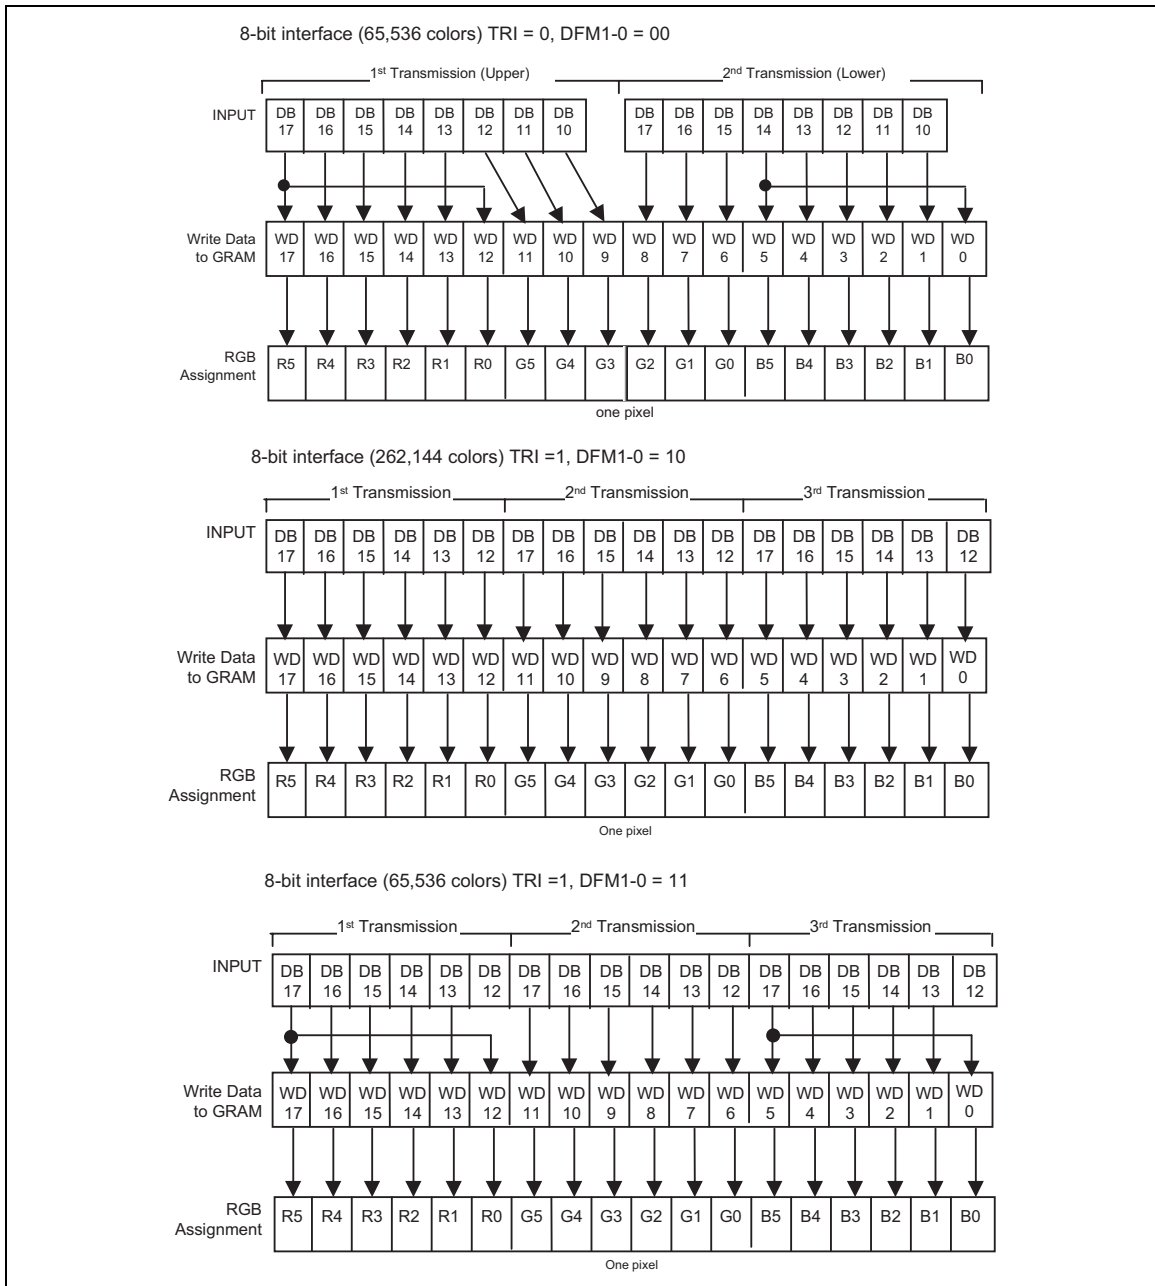 8-bit interface (65,536 colors) TRI = 0, DFM1-0 = 00
1st Transmission (Upper) 2nd Transmission (Lower)
INPUT DB 17 DB 16 DB 15 DB 14 DB 13 DB 12 DB 11 DB 10 DB 17 DB 16 DB 15 DB 14 DB 13 DB 12 DB 11 DB 10
Write Data to GRAM WD 17 WD 16 WD 15 WD 14 WD 13 WD 12 WD 11 WD 10 WD 9 WD 8 WD 7 WD 6 WD 5 WD 4 WD 3 WD 2 WD 1 WD 0
RGB Assignment R5 R4 R3 R2 R1 R0 G5 G4 G3 G2 G1 G0 B5 B4 B3 B2 B1 B0
one pixel
8-bit interface (262,144 colors) TRI =1, DFM1-0 = 10
1st Transmission 2nd Transmission 3rd Transmission
INPUT DB 17 DB 16 DB 15 DB 14 DB 13 DB 12 DB 17 DB 16 DB 15 DB 14 DB 13 DB 12 DB 17 DB 16 DB 15 DB 14 DB 13 DB 12
Write Data to GRAM WD 17 WD 16 WD 15 WD 14 WD 13 WD 12 WD 11 WD 10 WD 9 WD 8 WD 7 WD 6 WD 5 WD 4 WD 3 WD 2 WD 1 WD 0
RGB Assignment R5 R4 R3 R2 R1 R0 G5 G4 G3 G2 G1 G0 B5 B4 B3 B2 B1 B0
One pixel
8-bit interface (65,536 colors) TRI =1, DFM1-0 = 11
1st Transmission 2nd Transmission 3rd Transmission
INPUT DB 17 DB 16 DB 15 DB 14 DB 13 DB 12 DB 17 DB 16 DB 15 DB 14 DB 13 DB 12 DB 17 DB 16 DB 15 DB 14 DB 13 DB 12
Write Data to GRAM WD 17 WD 16 WD 15 WD 14 WD 13 WD 12 WD 11 WD 10 WD 9 WD 8 WD 7 WD 6 WD 5 WD 4 WD 3 WD 2 WD 1 WD 0
RGB Assignment R5 R4 R3 R2 R1 R0 G5 G4 G3 G2 G1 G0 B5 B4 B3 B2 B1 B0
One pixel